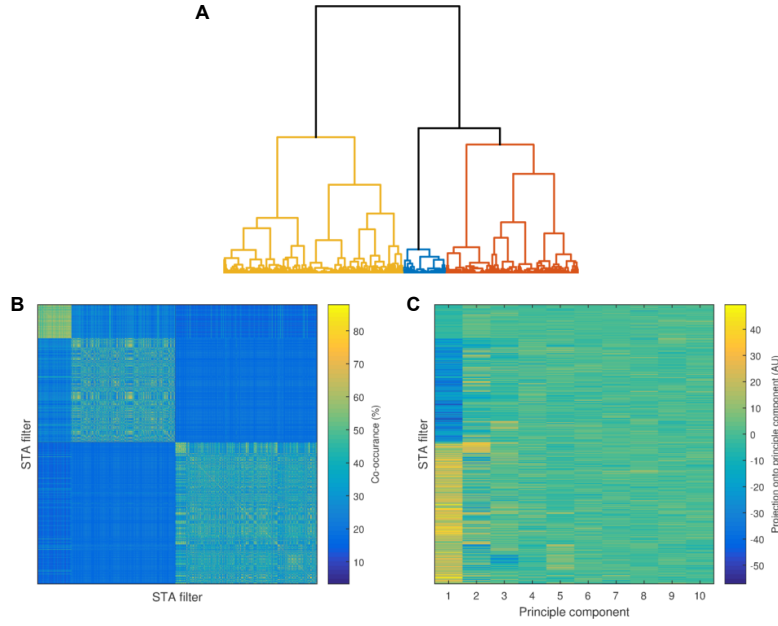 A
B
STA filter
STA filter
80
70
60
50
40
30
20
10
Co-occurance (%)
C
STA filter
1 2 3 4 5 6 7 8 9 10
Principle component
40
30
20
10
0
-10
-20
-30
-40
-50
Projection onto principle component (AU)